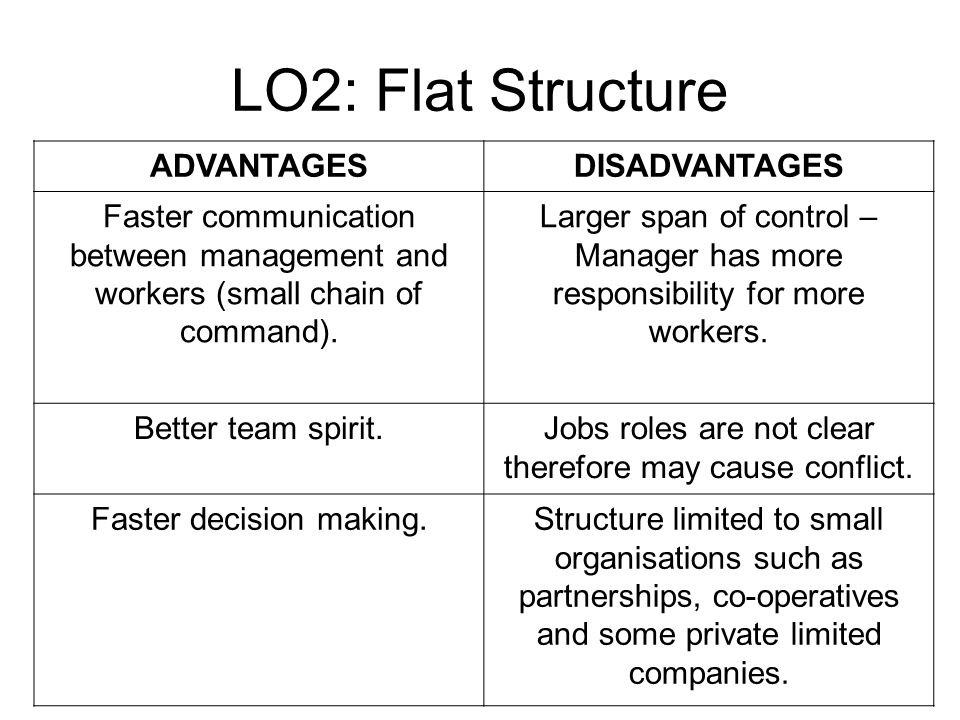 LO2: Flat Structure
ADVANTAGES
DISADVANTAGES
Faster communication
between management and
workers (small chain of
command).
Larger span of control –
Manager has more
responsibility for more
workers.
Better team spirit.
Jobs roles are not clear
therefore may cause conflict.
Faster decision making.
Structure limited to small
organisations such as
partnerships, co-operatives
and some private limited
companies.